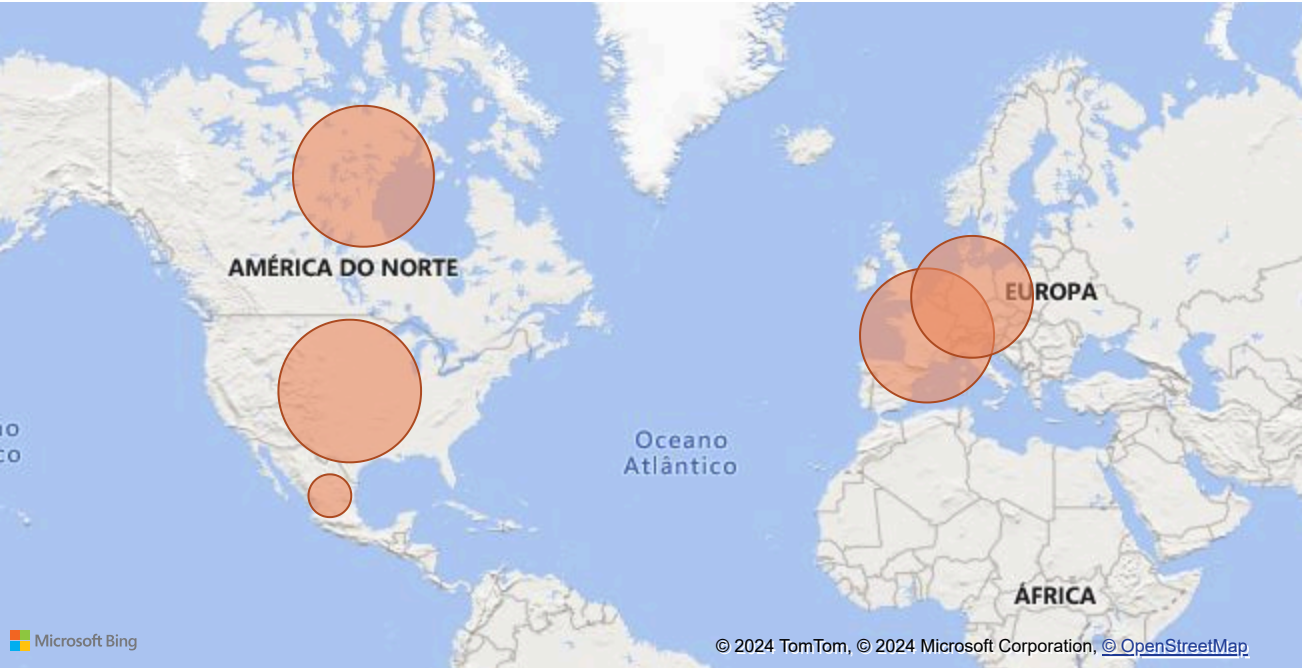 AMÉRICA DO NORTE
EUROPA
Oceano
Atlântico
ÁFRICA
Microsoft Bing
© 2024 TomTom, © 2024 Microsoft Corporation, © OpenStreetMap